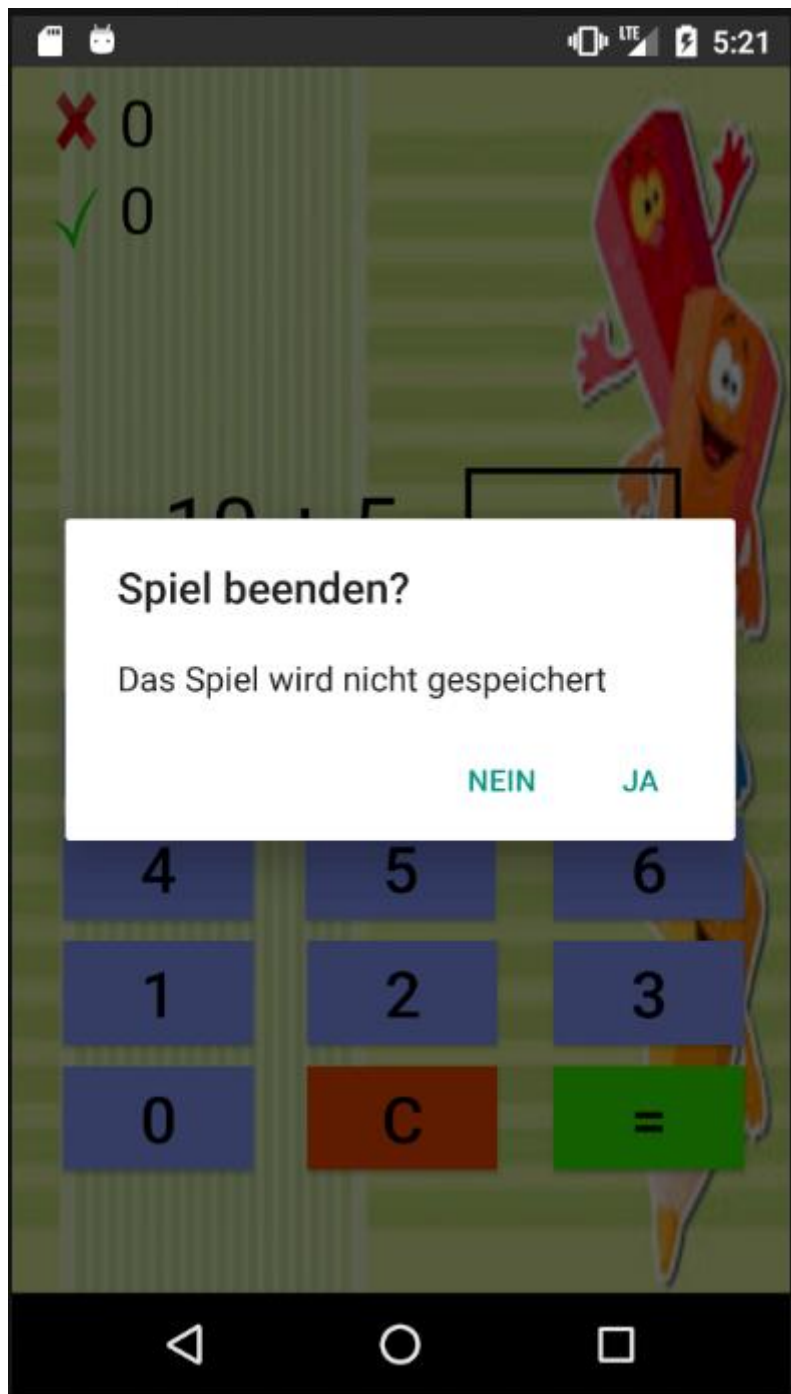 LTE 5:21
0
0
Spiel beenden?
Das Spiel wird nicht gespeichert
NEIN JA
4 5 6
1 2 3
0 C =